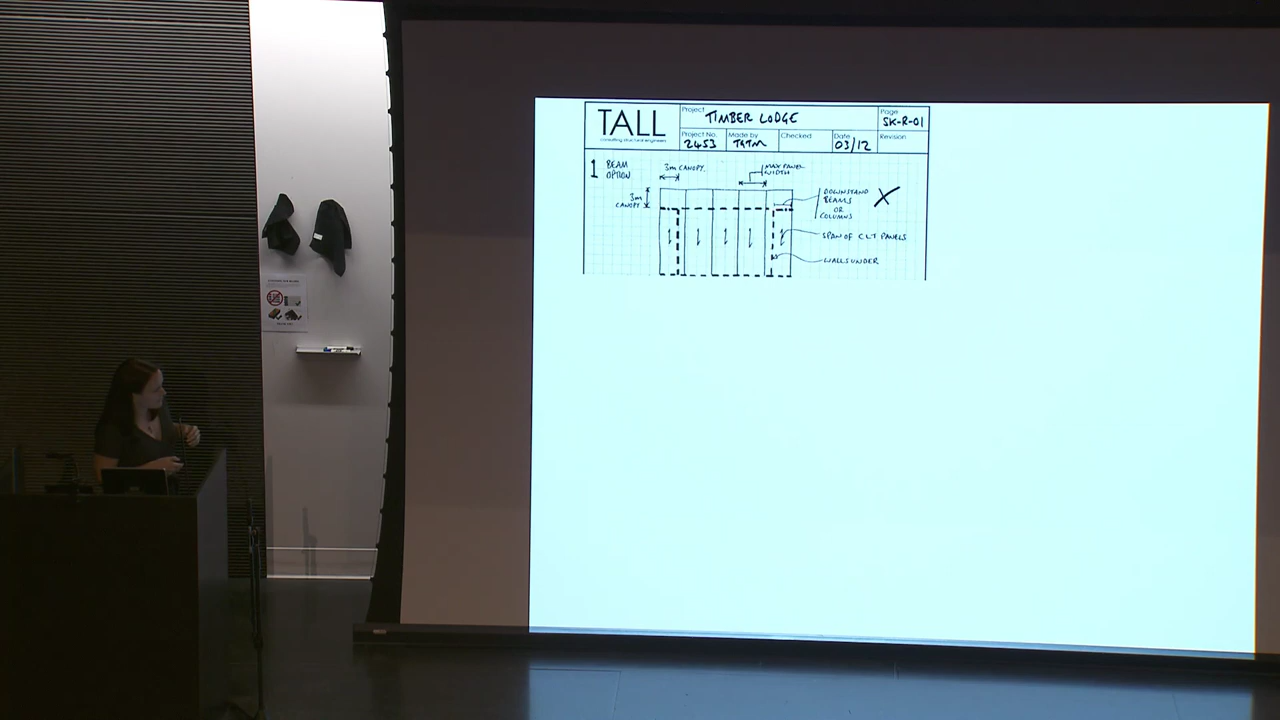 TALL
consulting structural engineers
Project
TIMBER LODGE
Page
SK-R-01
Project No.
2453
Made by
Checked
Date
03/12
Revision
1 BEAM
OPTION
3m CANOPY.
MAX PANEL
WIDTH
3m
CANOPY
DOWNSTAND
BEAMS
OR
COLUMNS
X
SPAN OF CLT PANELS
WALLS UNDER